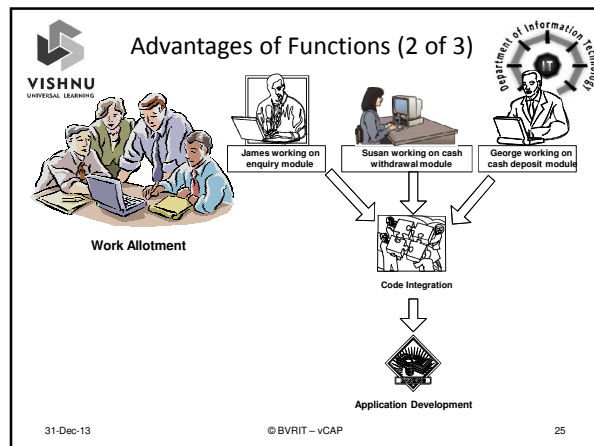 Advantages of Functions (2 of 3)
VISHNU
UNIVERSAL LEARNING
Department of Information Technology
IT
James working on
enquiry module
Susan working on cash
withdrawal module
George working on
cash deposit module
Work Allotment
Code Integration
Application Development
31-Dec-13
© BVRIT – vCAP
25